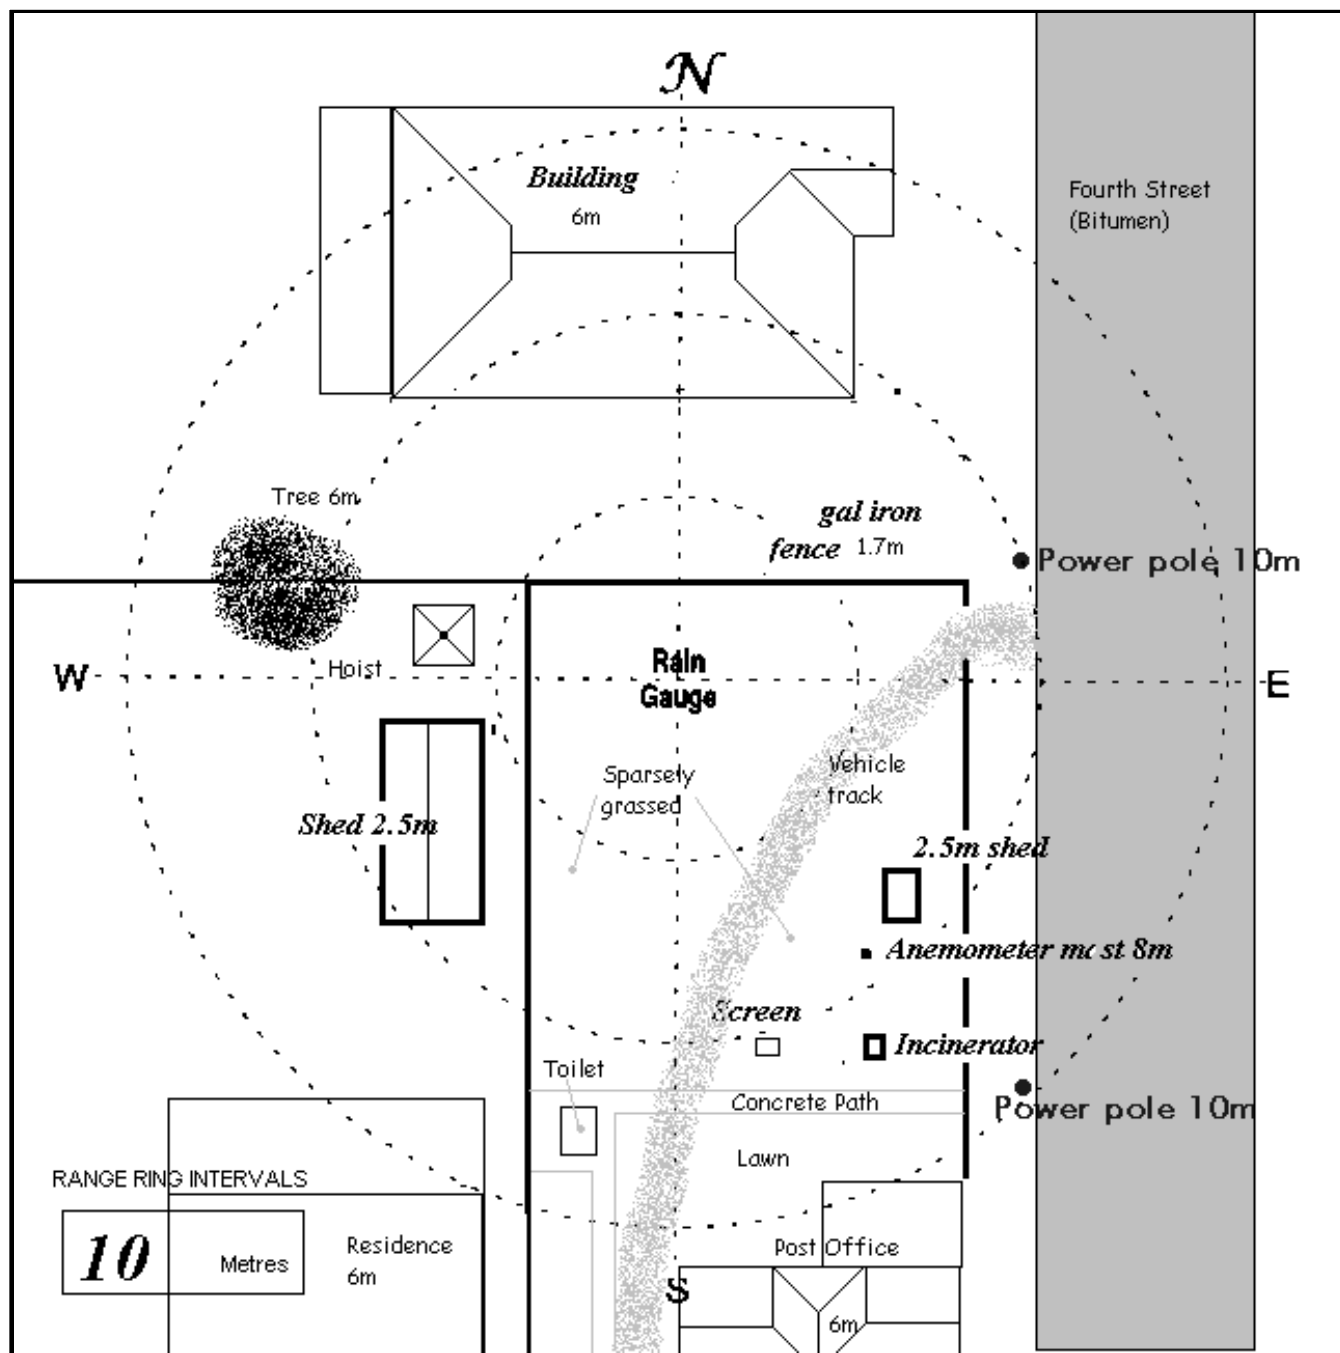 N
Building
6m
Fourth Street
(Bitumen)
Tree 6m
gal iron
fence 1.7m
Power pole 10m
W
Hoist
Rain
Gauge
E
Sparsely
grassed
Vehicle
track
Shed 2.5m
2.5m shed
Anemometer mast 8m
Screen
Incinerator
Toilet
Concrete Path
Power pole 10m
Lawn
RANGE RING INTERVALS
10 Metres
Residence
6m
Post Office
S
6m